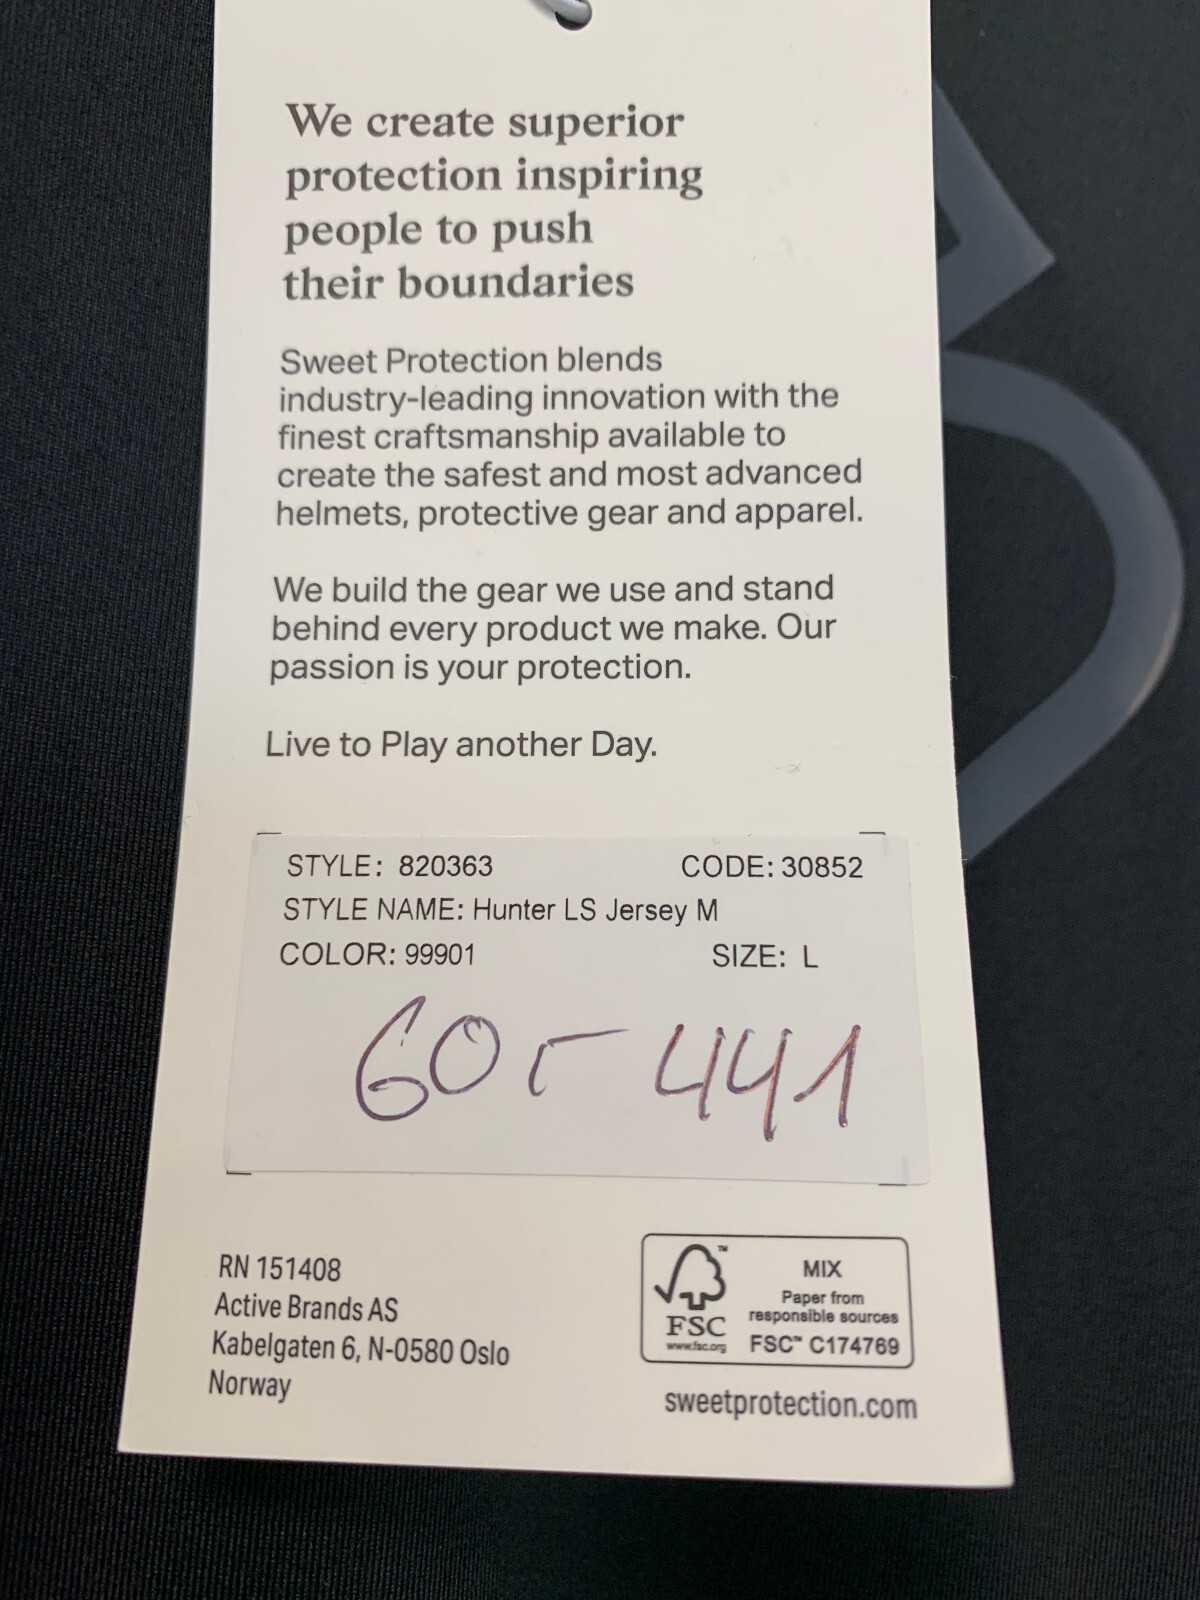 We create superior
protection inspiring
people to push
their boundaries
Sweet Protection blends
industry-leading innovation with the
finest craftsmanship available to
create the safest and most advanced
helmets, protective gear and apparel.
We build the gear we use and stand
behind every product we make. Our
passion is your protection.
Live to Play another Day.
STYLE: 820363 CODE: 30852
STYLE NAME: Hunter LS Jersey M
COLOR: 99901 SIZE: L
60,- 441
RN 151408
Active Brands AS
Kabelgaten 6, N-0580 Oslo
Norway
FSC™
www.fsc.org
MIX
Paper from
responsible sources
FSC™ C174769
sweetprotection.com